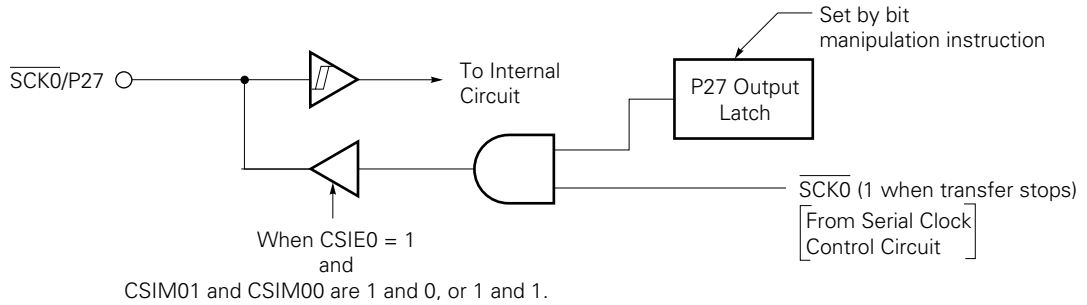 Set by bit
manipulation instruction
SCK0/P27
To Internal
Circuit
P27 Output
Latch
SCK0 (1 when transfer stops)
From Serial Clock
Control Circuit
When CSIE0 = 1
and
CSIM01 and CSIM00 are 1 and 0, or 1 and 1.